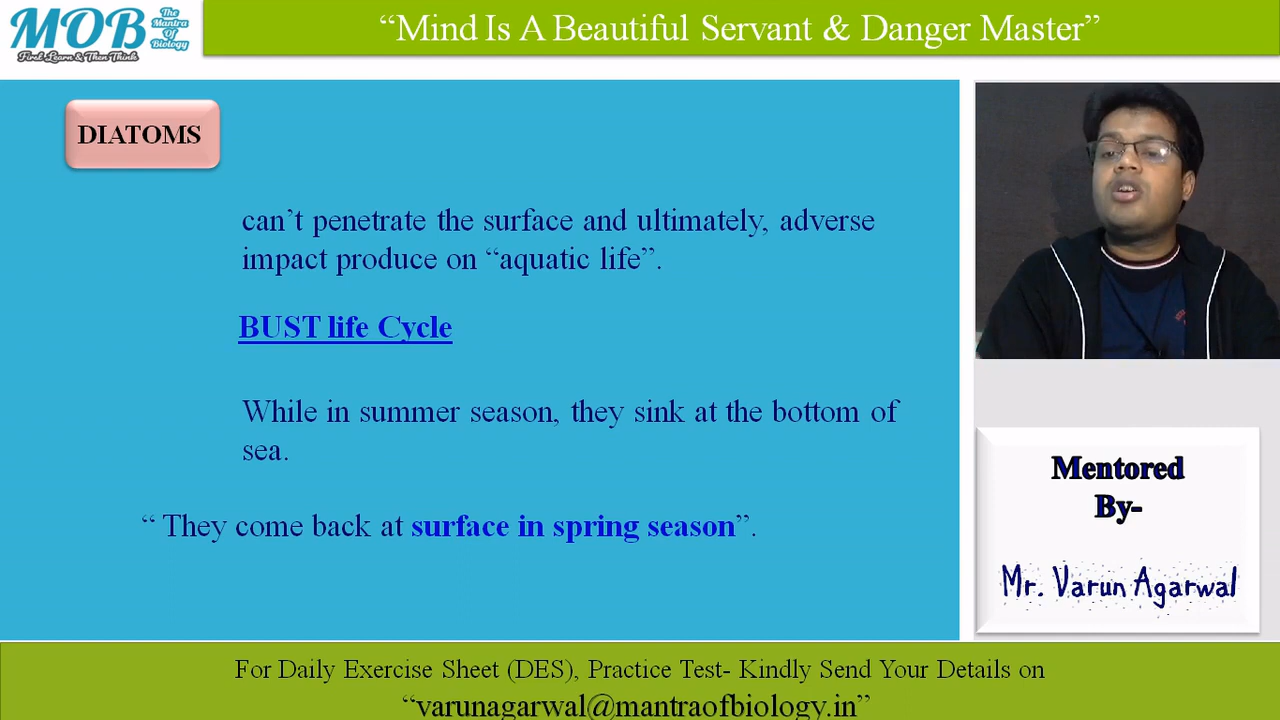 MOB The Mantra Of Biology
First Learn & Then Think
“Mind Is A Beautiful Servant & Danger Master”
DIATOMS
can’t penetrate the surface and ultimately, adverse
impact produce on “aquatic life”.
BUST life Cycle
While in summer season, they sink at the bottom of
sea.
“ They come back at surface in spring season”.
Mentored
By-
Mr. Varun Agarwal
For Daily Exercise Sheet (DES), Practice Test- Kindly Send Your Details on
“varunagarwal@mantraofbiology.in”